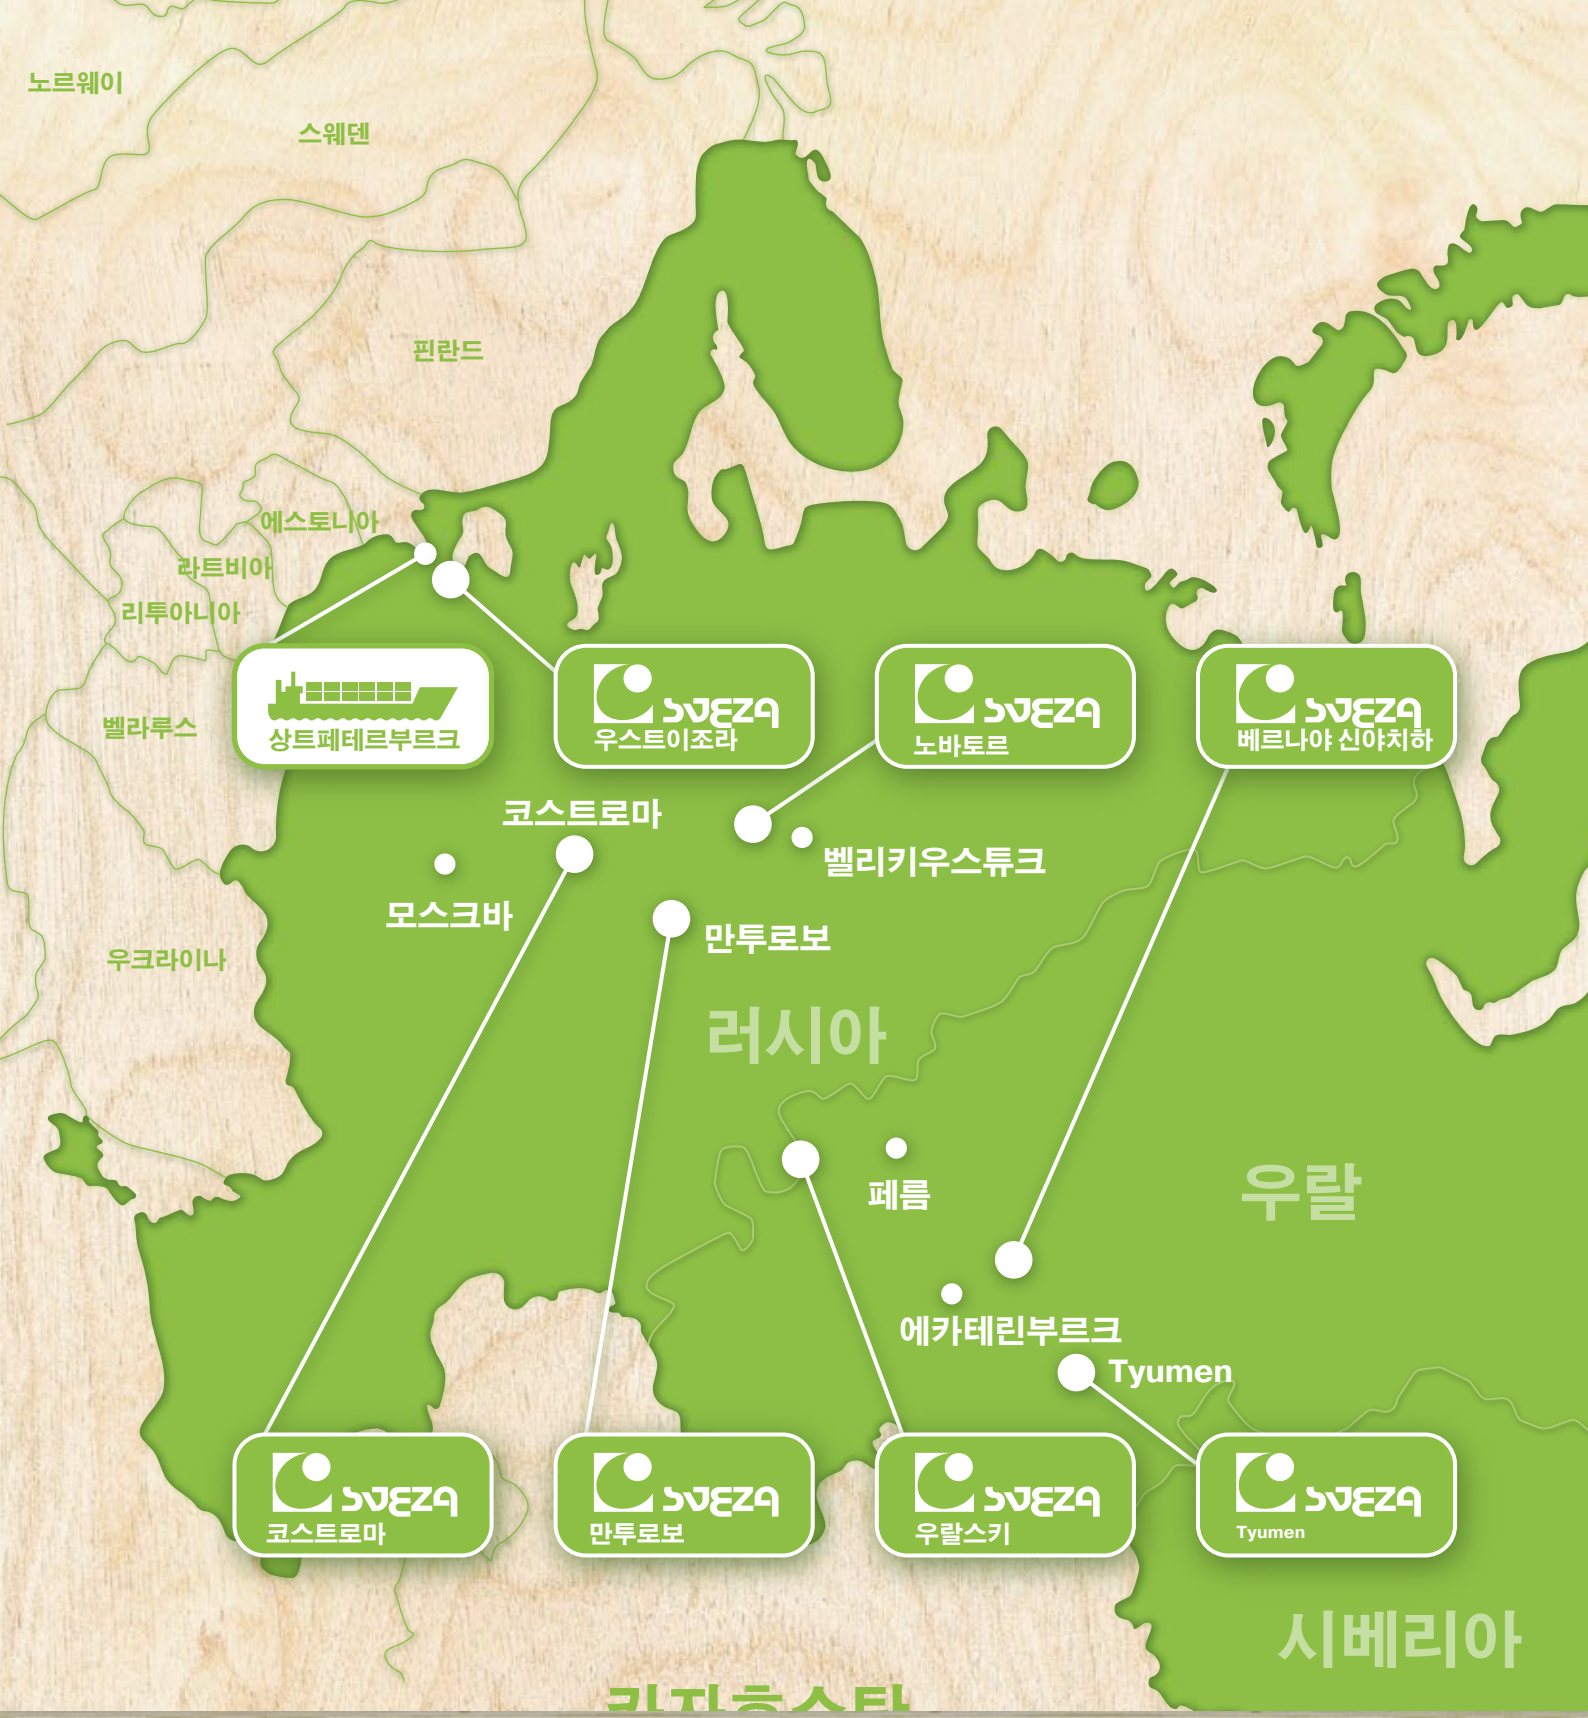 노르웨이
스웨덴
핀란드
에스토니아
라트비아
리투아니아
벨라루스
우크라이나
상트페테르부르크
SVEZA
우스트이조라
SVEZA
노바토르
SVEZA
베르나야 신야치하
코스트로마
모스크바
벨리키우스튜크
만투로보
러시아
우랄
페름
에카테린부르크
Tyumen
SVEZA
코스트로마
SVEZA
만투로보
SVEZA
우랄스키
SVEZA
Tyumen
시베리아
카자흐스탄